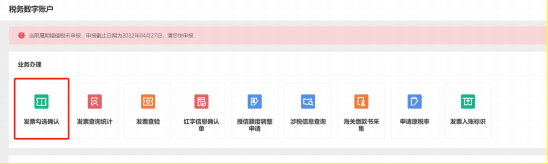 税务数字账户
当前属期增值税未申报，申报截止日期为2022年04月27日，请尽快申报
业务办理
发票勾选确认 发票查询统计 发票查验 红字信息确认单 授信额度调整申请 涉税信息查询 海关缴款书采集 申请原税率 发票入账标识